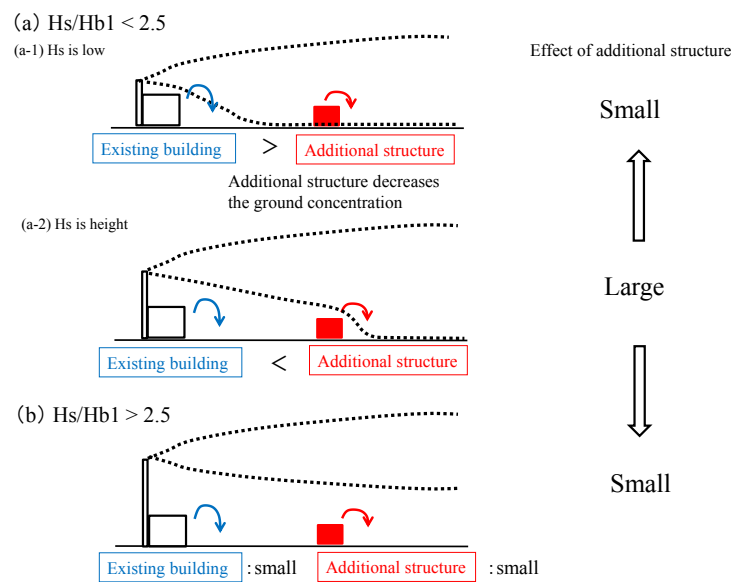 (a) Hs/Hb1 < 2.5
(a-1) Hs is low
Effect of additional structure
Small
Existing building > Additional structure
Additional structure decreases
the ground concentration
(a-2) Hs is height
Large
Existing building < Additional structure
(b) Hs/Hb1 > 2.5
Small
Existing building : small Additional structure : small